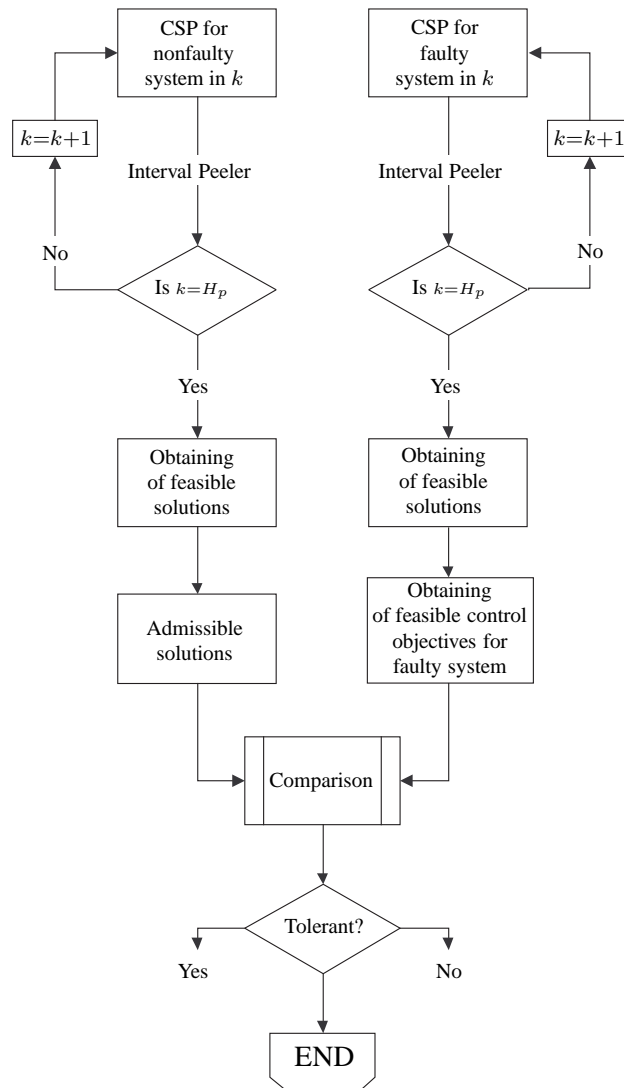 CSP for
nonfaulty
system in k
k=k+1
Interval Peeler
No
Is k=H_p
Yes
Obtaining
of feasible
solutions
Admissible
solutions
CSP for
faulty
system in k
k=k+1
Interval Peeler
No
Is k=H_p
Yes
Obtaining
of feasible
solutions
Obtaining
of feasible control
objectives for
faulty system
Comparison
Tolerant?
Yes
No
END